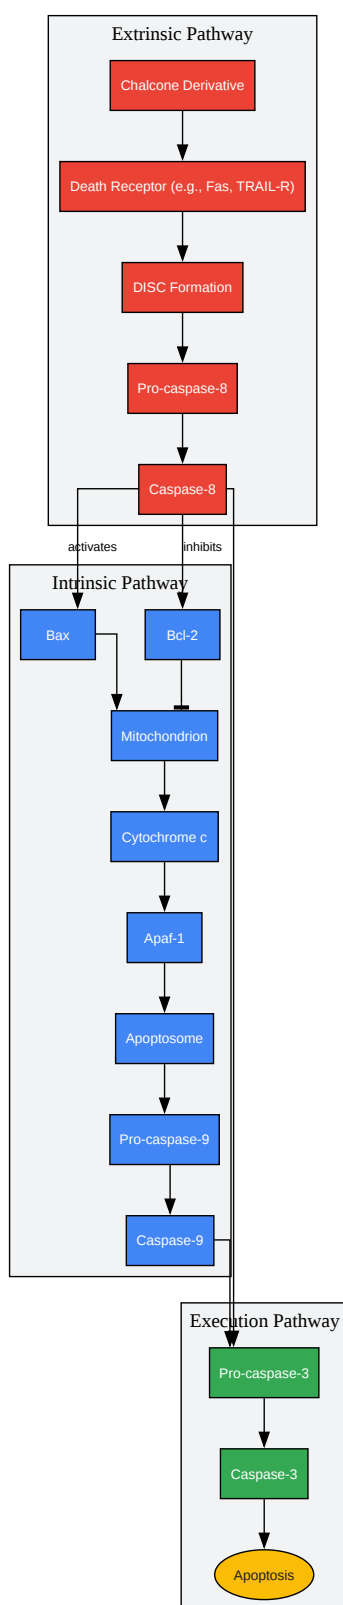 Extrinsic Pathway
Chalcone Derivative
Death Receptor (e.g., Fas, TRAIL-R)
DISC Formation
Pro-caspase-8
Caspase-8
activates
inhibits
Intrinsic Pathway
Bax
Bcl-2
Mitochondrion
Cytochrome c
Apaf-1
Apoptosome
Pro-caspase-9
Caspase-9
Execution Pathway
Pro-caspase-3
Caspase-3
Apoptosis